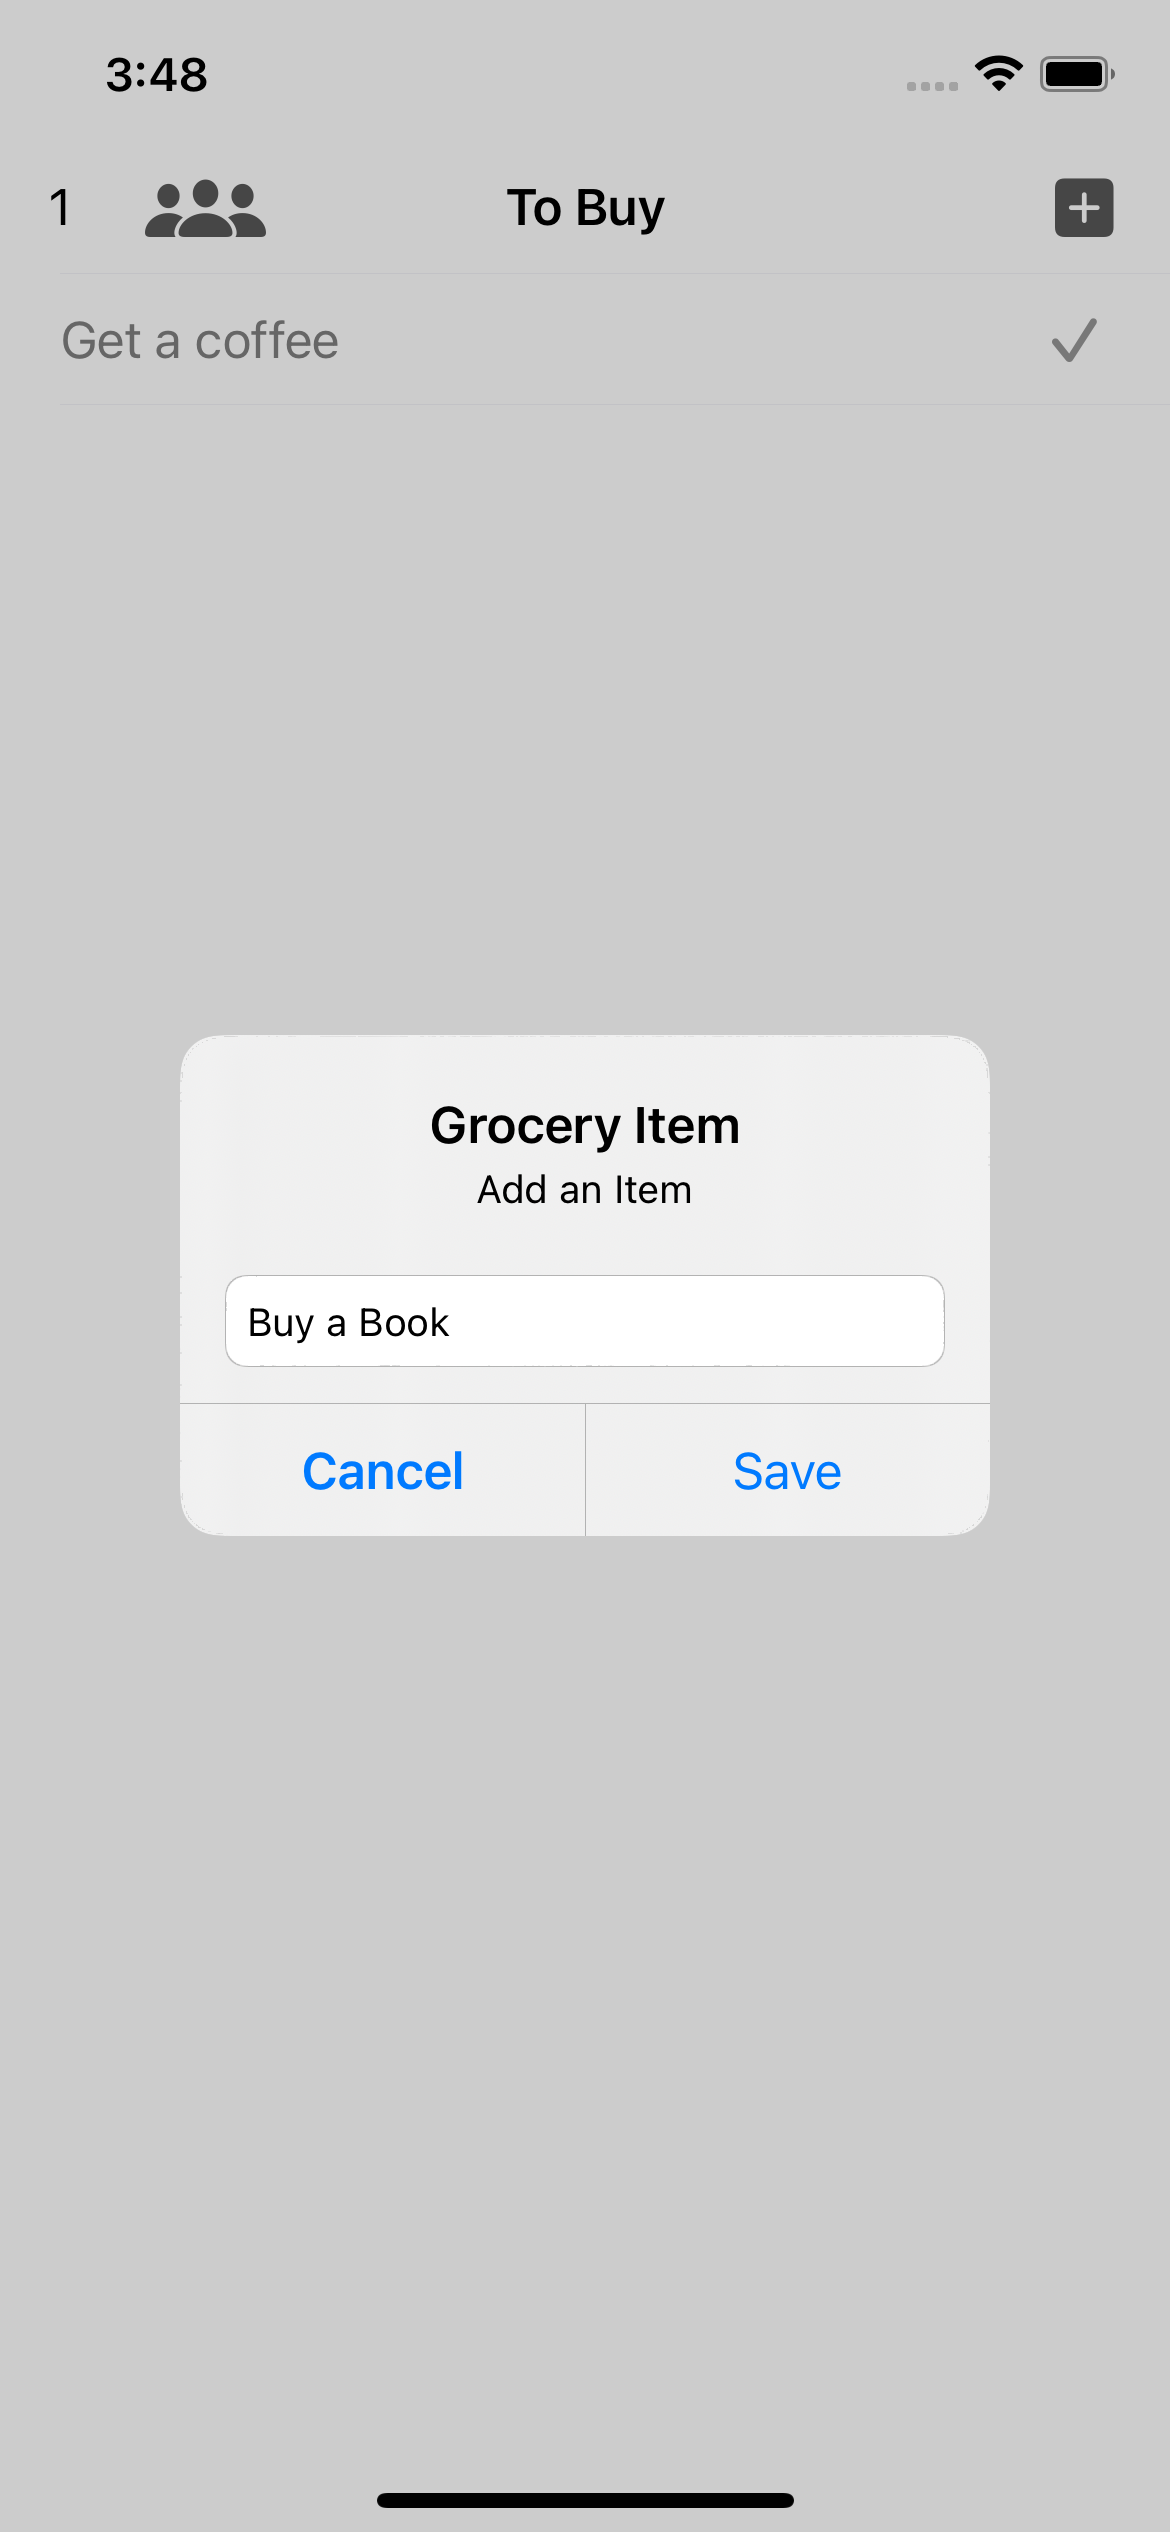 3:48
1
To Buy
Get a coffee
Grocery Item
Add an Item
Buy a Book
Cancel
Save